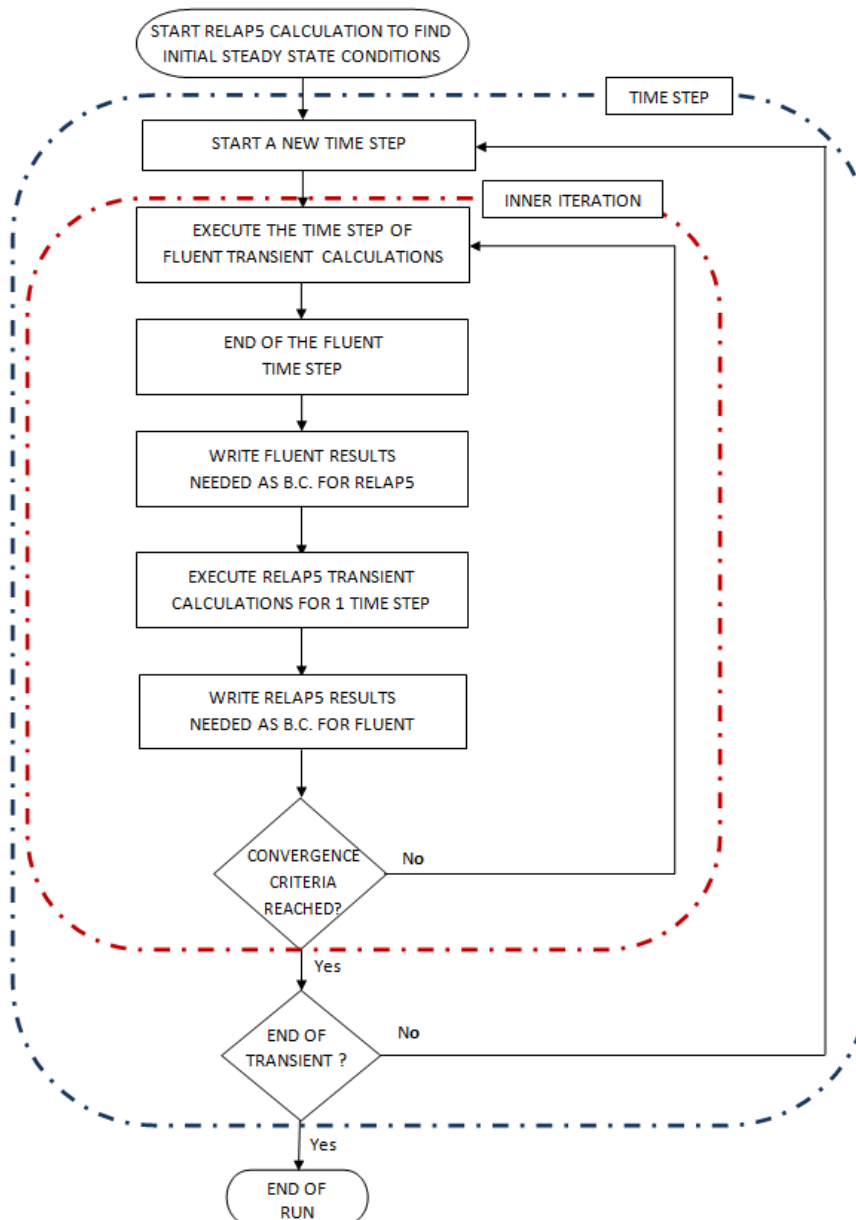 START RELAP5 CALCULATION TO FIND
INITIAL STEADY STATE CONDITIONS
TIME STEP
START A NEW TIME STEP
INNER ITERATION
EXECUTE THE TIME STEP OF
FLUENT TRANSIENT CALCULATIONS
END OF THE FLUENT
TIME STEP
WRITE FLUENT RESULTS
NEEDED AS B.C. FOR RELAP5
EXECUTE RELAP5 TRANSIENT
CALCULATIONS FOR 1 TIME STEP
WRITE RELAP5 RESULTS
NEEDED AS B.C. FOR FLUENT
CONVERGENCE
CRITERIA
REACHED?
No
Yes
END OF
TRANSIENT ?
No
Yes
END OF
RUN